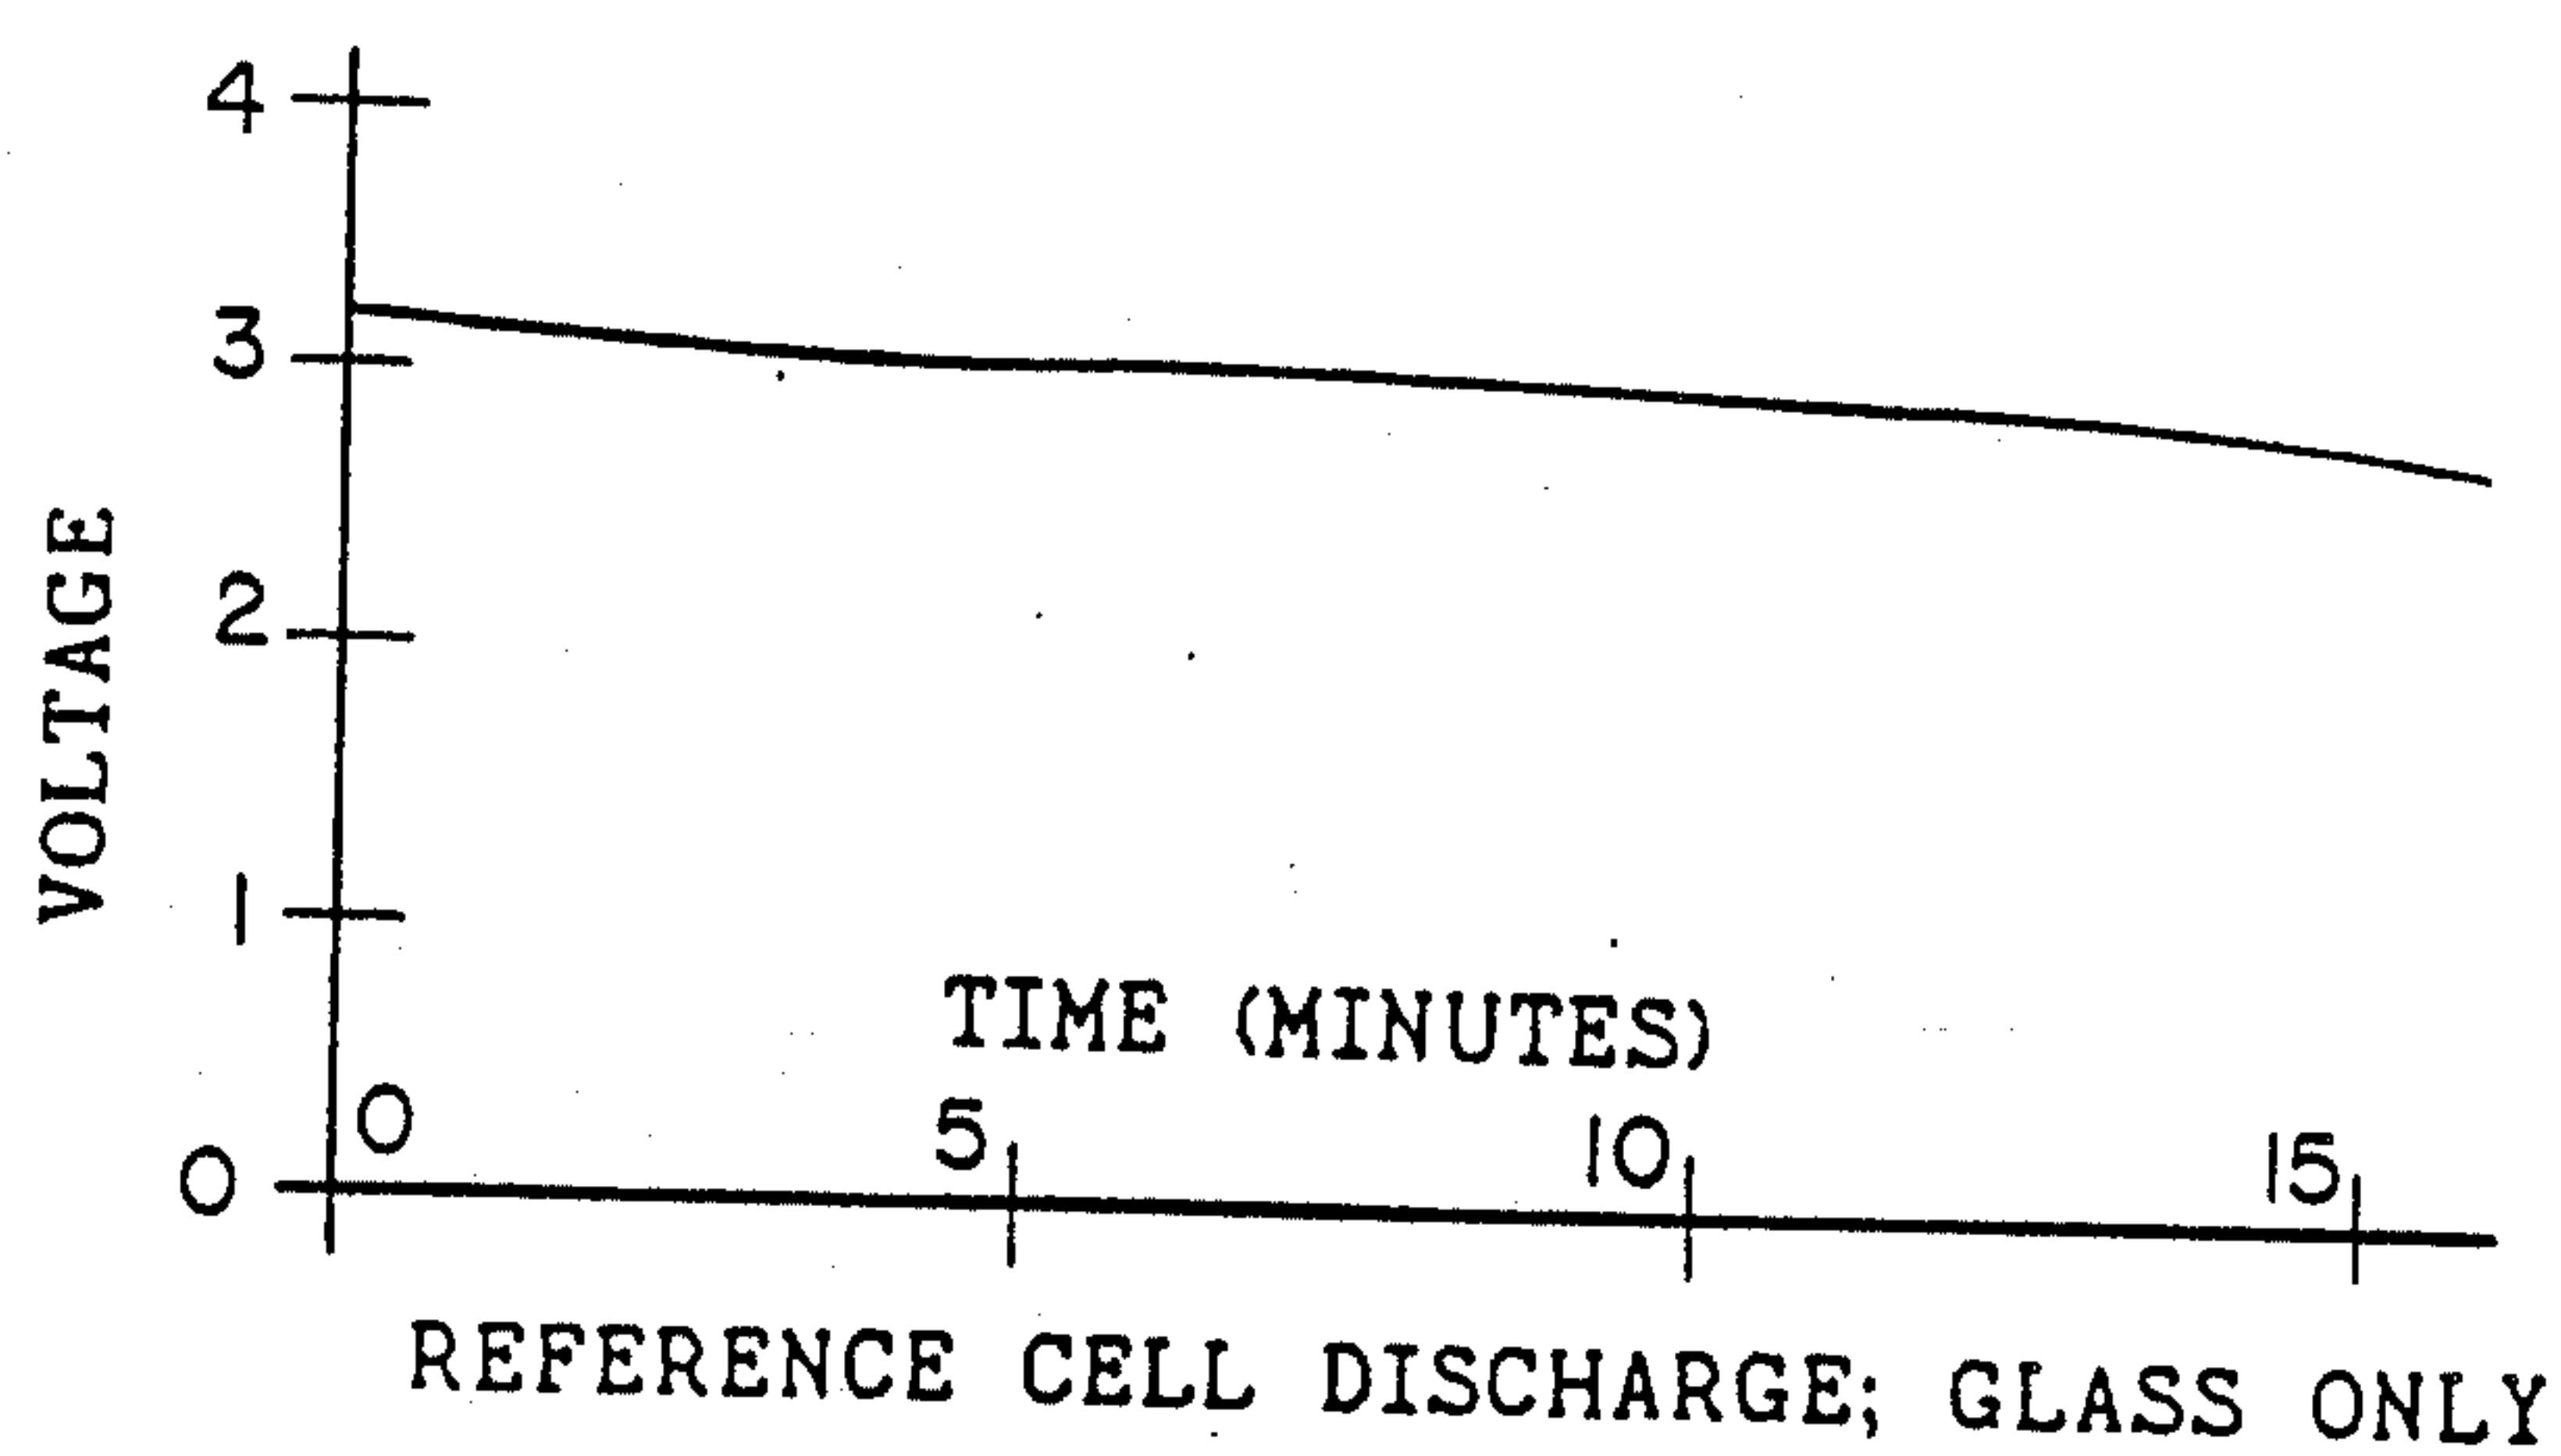 4
3
2
1
0
VOLTAGE
TIME (MINUTES)
0 5 10 15
REFERENCE CELL DISCHARGE; GLASS ONLY